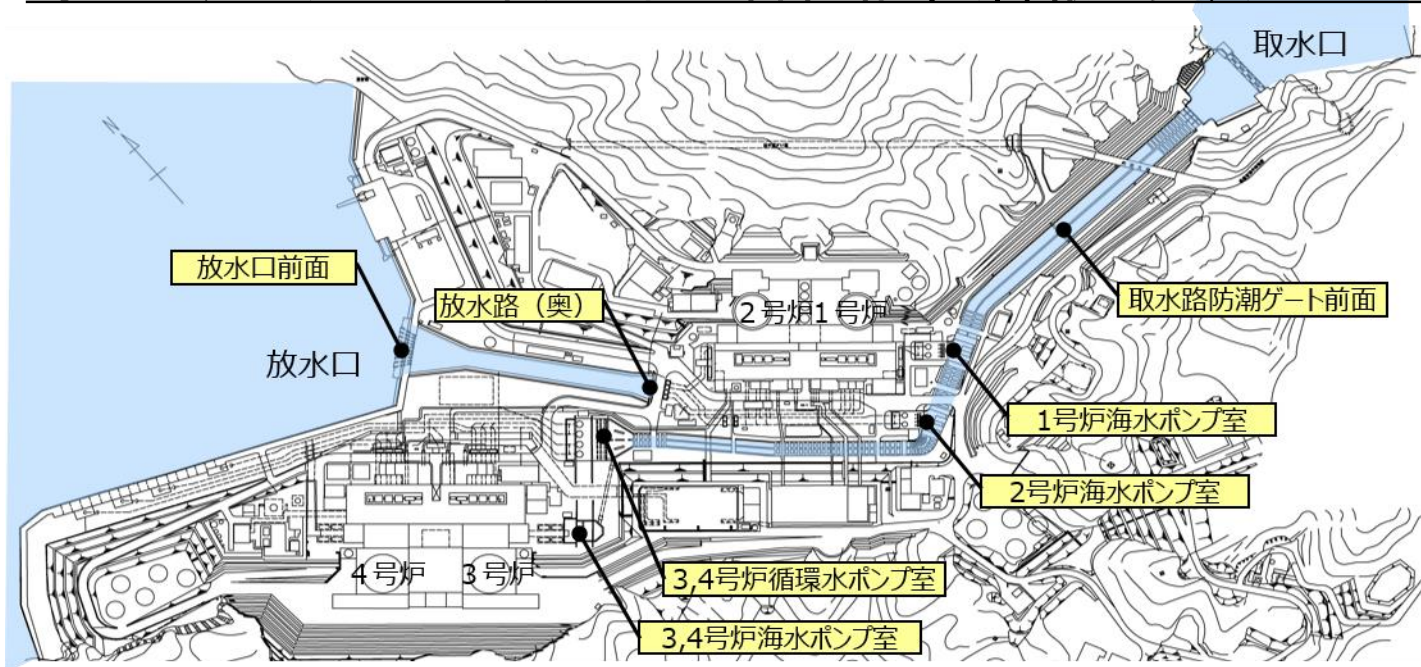 取水口
N
放水口前面
放水路（奥）
2号炉1号炉
取水路防潮ゲート前面
放水口
1号炉海水ポンプ室
2号炉海水ポンプ室
4号炉
3号炉
3,4号炉循環水ポンプ室
3,4号炉海水ポンプ室